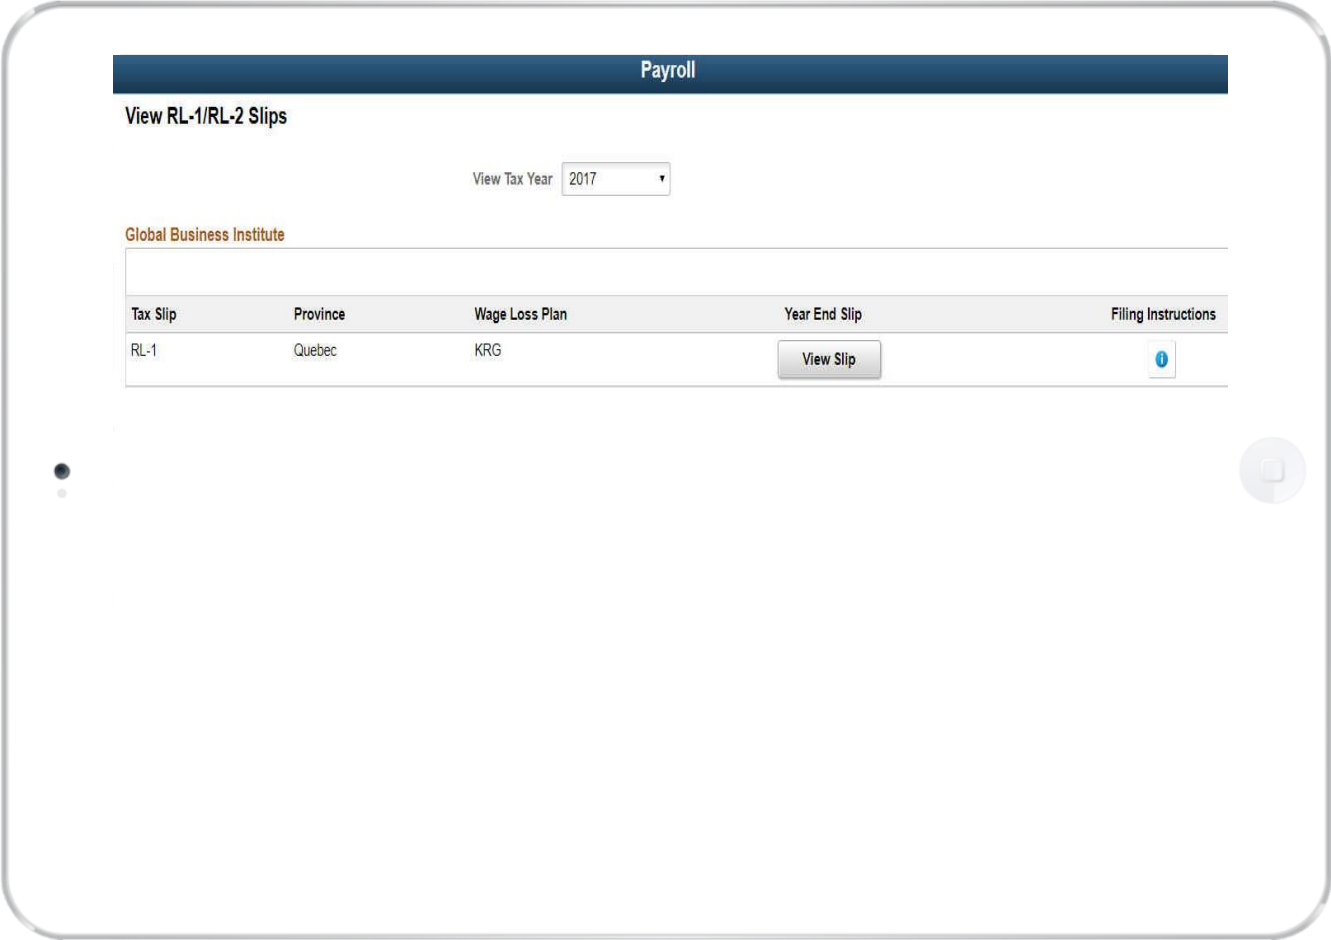 Payroll
View RL-1/RL-2 Slips
View Tax Year 2017
Global Business Institute
Tax Slip Province Wage Loss Plan Year End Slip Filing Instructions
RL-1 Quebec KRG View Slip